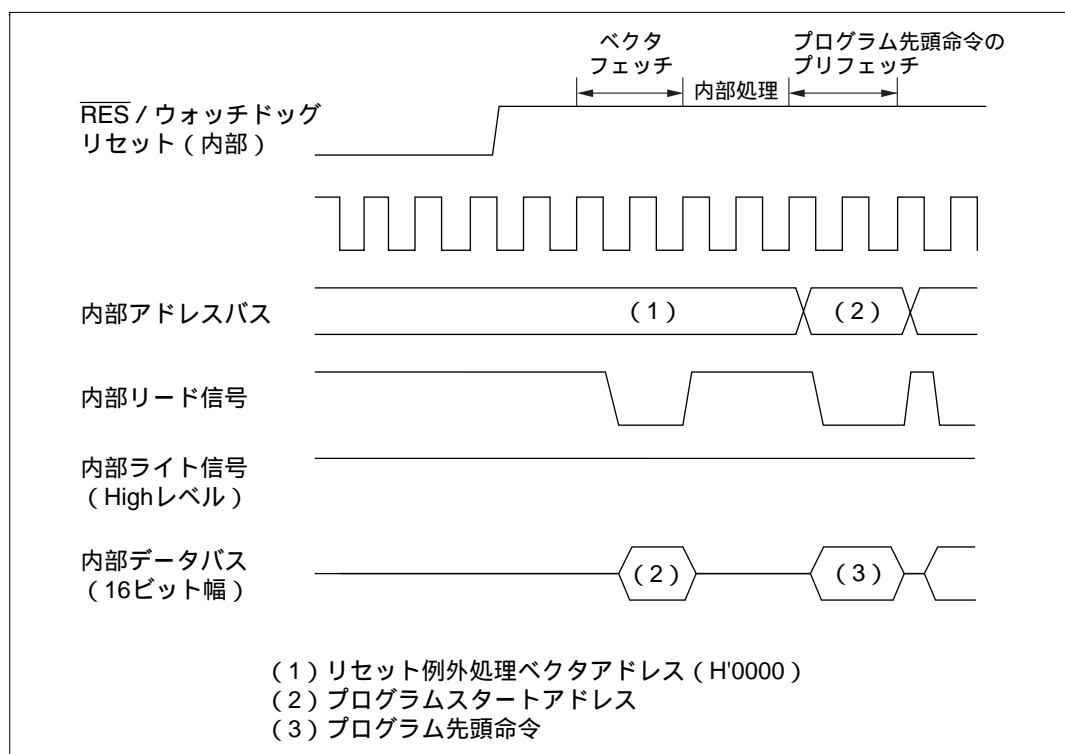 ベクタ
フェッチ
内部処理
プログラム先頭命令の
プリフェッチ
RES / ウォッチドッグ
リセット(内部)
内部アドレスバス
(1)
(2)
内部リード信号
内部ライト信号
(Highレベル)
内部データバス
(16ビット幅)
(2)
(3)
(1)リセット例外処理ベクタアドレス(H'0000)
(2)プログラムスタートアドレス
(3)プログラム先頭命令